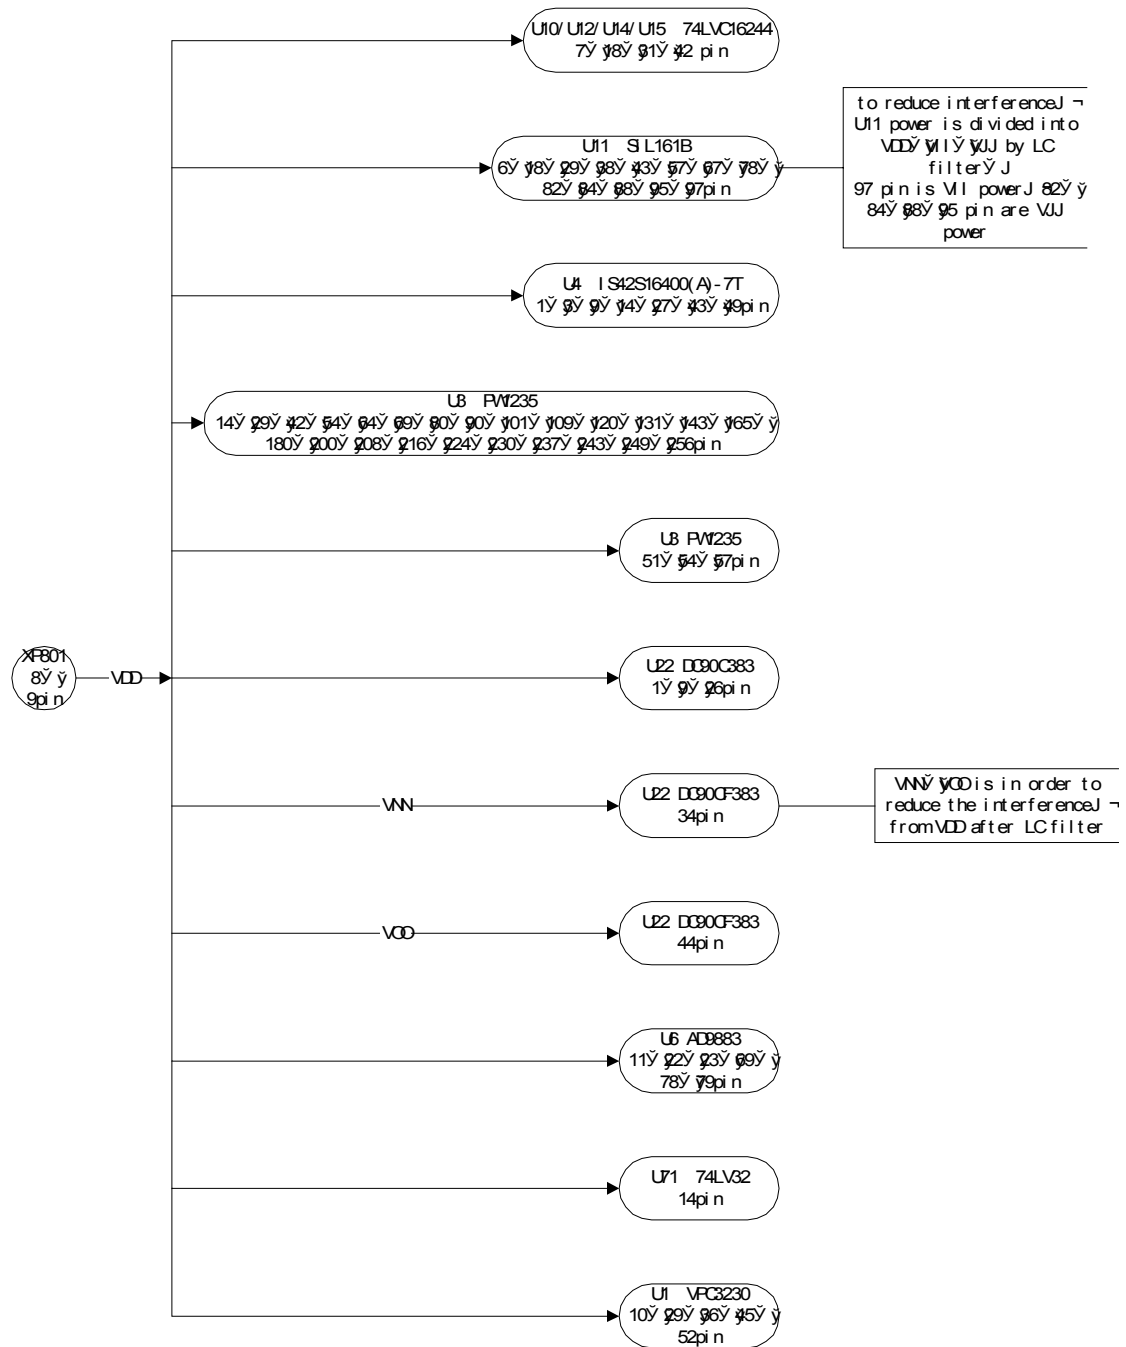 U10/U12/U14/U15 74LVC16244
7Ÿ ÿ18Ÿ ÿ31Ÿ ÿ42 pin
to reduce interferenceJ ¬
U11 power is divided into
VDDŸ ÿVIIŸ ÿVJJ by LC
filterŸ J
97 pin is VII powerJ 82Ÿ ÿ
84Ÿ ÿ88Ÿ ÿ95 pin are VJJ
power
U11 SiL161B
6Ÿ ÿ18Ÿ ÿ29Ÿ ÿ38Ÿ ÿ43Ÿ ÿ57Ÿ ÿ67Ÿ ÿ78Ÿ ÿ
82Ÿ ÿ84Ÿ ÿ88Ÿ ÿ95Ÿ ÿ97pin
U4 IS42S16400(A)-7T
1Ÿ ÿ3Ÿ ÿ9Ÿ ÿ14Ÿ ÿ27Ÿ ÿ43Ÿ ÿ49pin
U3 PW1235
14Ÿ ÿ29Ÿ ÿ42Ÿ ÿ54Ÿ ÿ64Ÿ ÿ69Ÿ ÿ80Ÿ ÿ90Ÿ ÿ101Ÿ ÿ109Ÿ ÿ120Ÿ ÿ131Ÿ ÿ143Ÿ ÿ165Ÿ ÿ
180Ÿ ÿ200Ÿ ÿ208Ÿ ÿ216Ÿ ÿ224Ÿ ÿ230Ÿ ÿ237Ÿ ÿ243Ÿ ÿ249Ÿ ÿ256pin
U3 PW1235
51Ÿ ÿ54Ÿ ÿ57pin
XP801
8Ÿ ÿ
9pin
VDD
U22 DC90C383
1Ÿ ÿ9Ÿ ÿ26pin
VNN
U22 DC90CF383
34pin
VNNŸ ÿVOO is in order to
reduce the interferenceJ ¬
from VDD after LC filter
VOO
U22 DC90CF383
44pin
U6 AD9883
11Ÿ ÿ22Ÿ ÿ23Ÿ ÿ69Ÿ ÿ
78Ÿ ÿ79pin
U71 74LV32
14pin
U1 VPC3230
10Ÿ ÿ29Ÿ ÿ36Ÿ ÿ45Ÿ ÿ
52pin